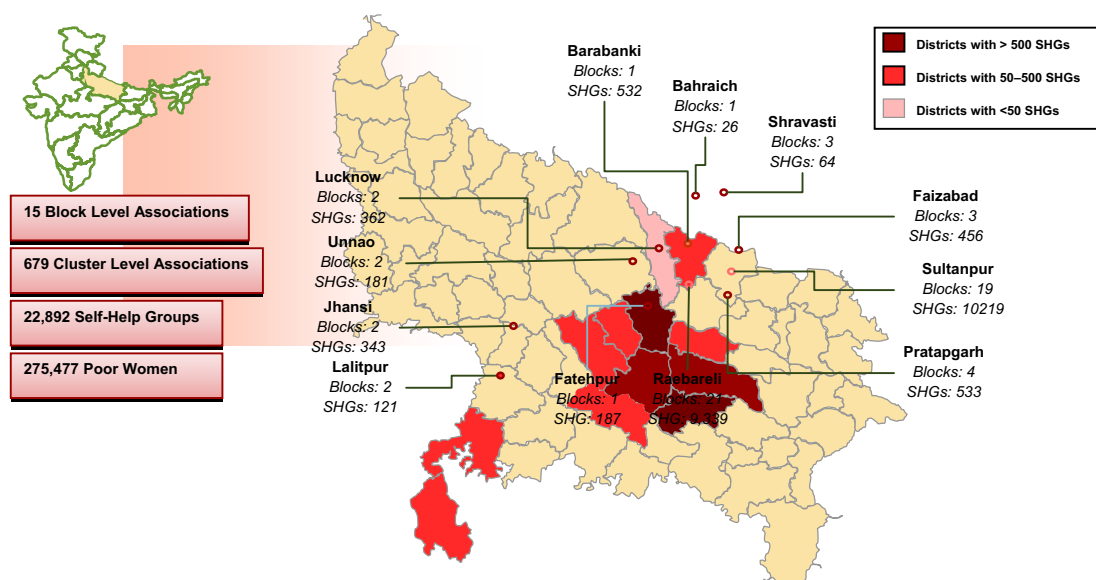 Barabanki
Blocks: 1
SHGs: 532
Bahraich
Blocks: 1
SHGs: 26
Shravasti
Blocks: 3
SHGs: 64
Districts with > 500 SHGs
Districts with 50–500 SHGs
Districts with <50 SHGs
Lucknow
Blocks: 2
SHGs: 362
Unnao
Blocks: 2
SHGs: 181
Jhansi
Blocks: 2
SHGs: 343
Lalitpur
Blocks: 2
SHGs: 121
15 Block Level Associations
679 Cluster Level Associations
22,892 Self-Help Groups
275,477 Poor Women
Faizabad
Blocks: 3
SHGs: 456
Sultanpur
Blocks: 19
SHGs: 10219
Pratapgarh
Blocks: 4
SHGs: 533
Fatehpur
Blocks: 1
SHG: 187
Raebareli
Blocks: 21
SHG: 9,339